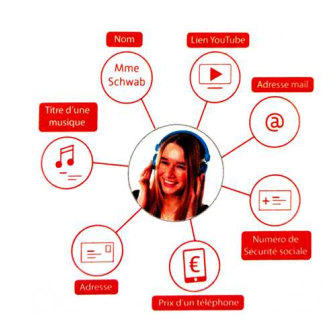 Nom
Lien YouTube
Mme
Schwab
Adresse mail
@
Titre d'une
musique
Numéro de
Sécurité sociale
Adresse
€
Prix d'un téléphone